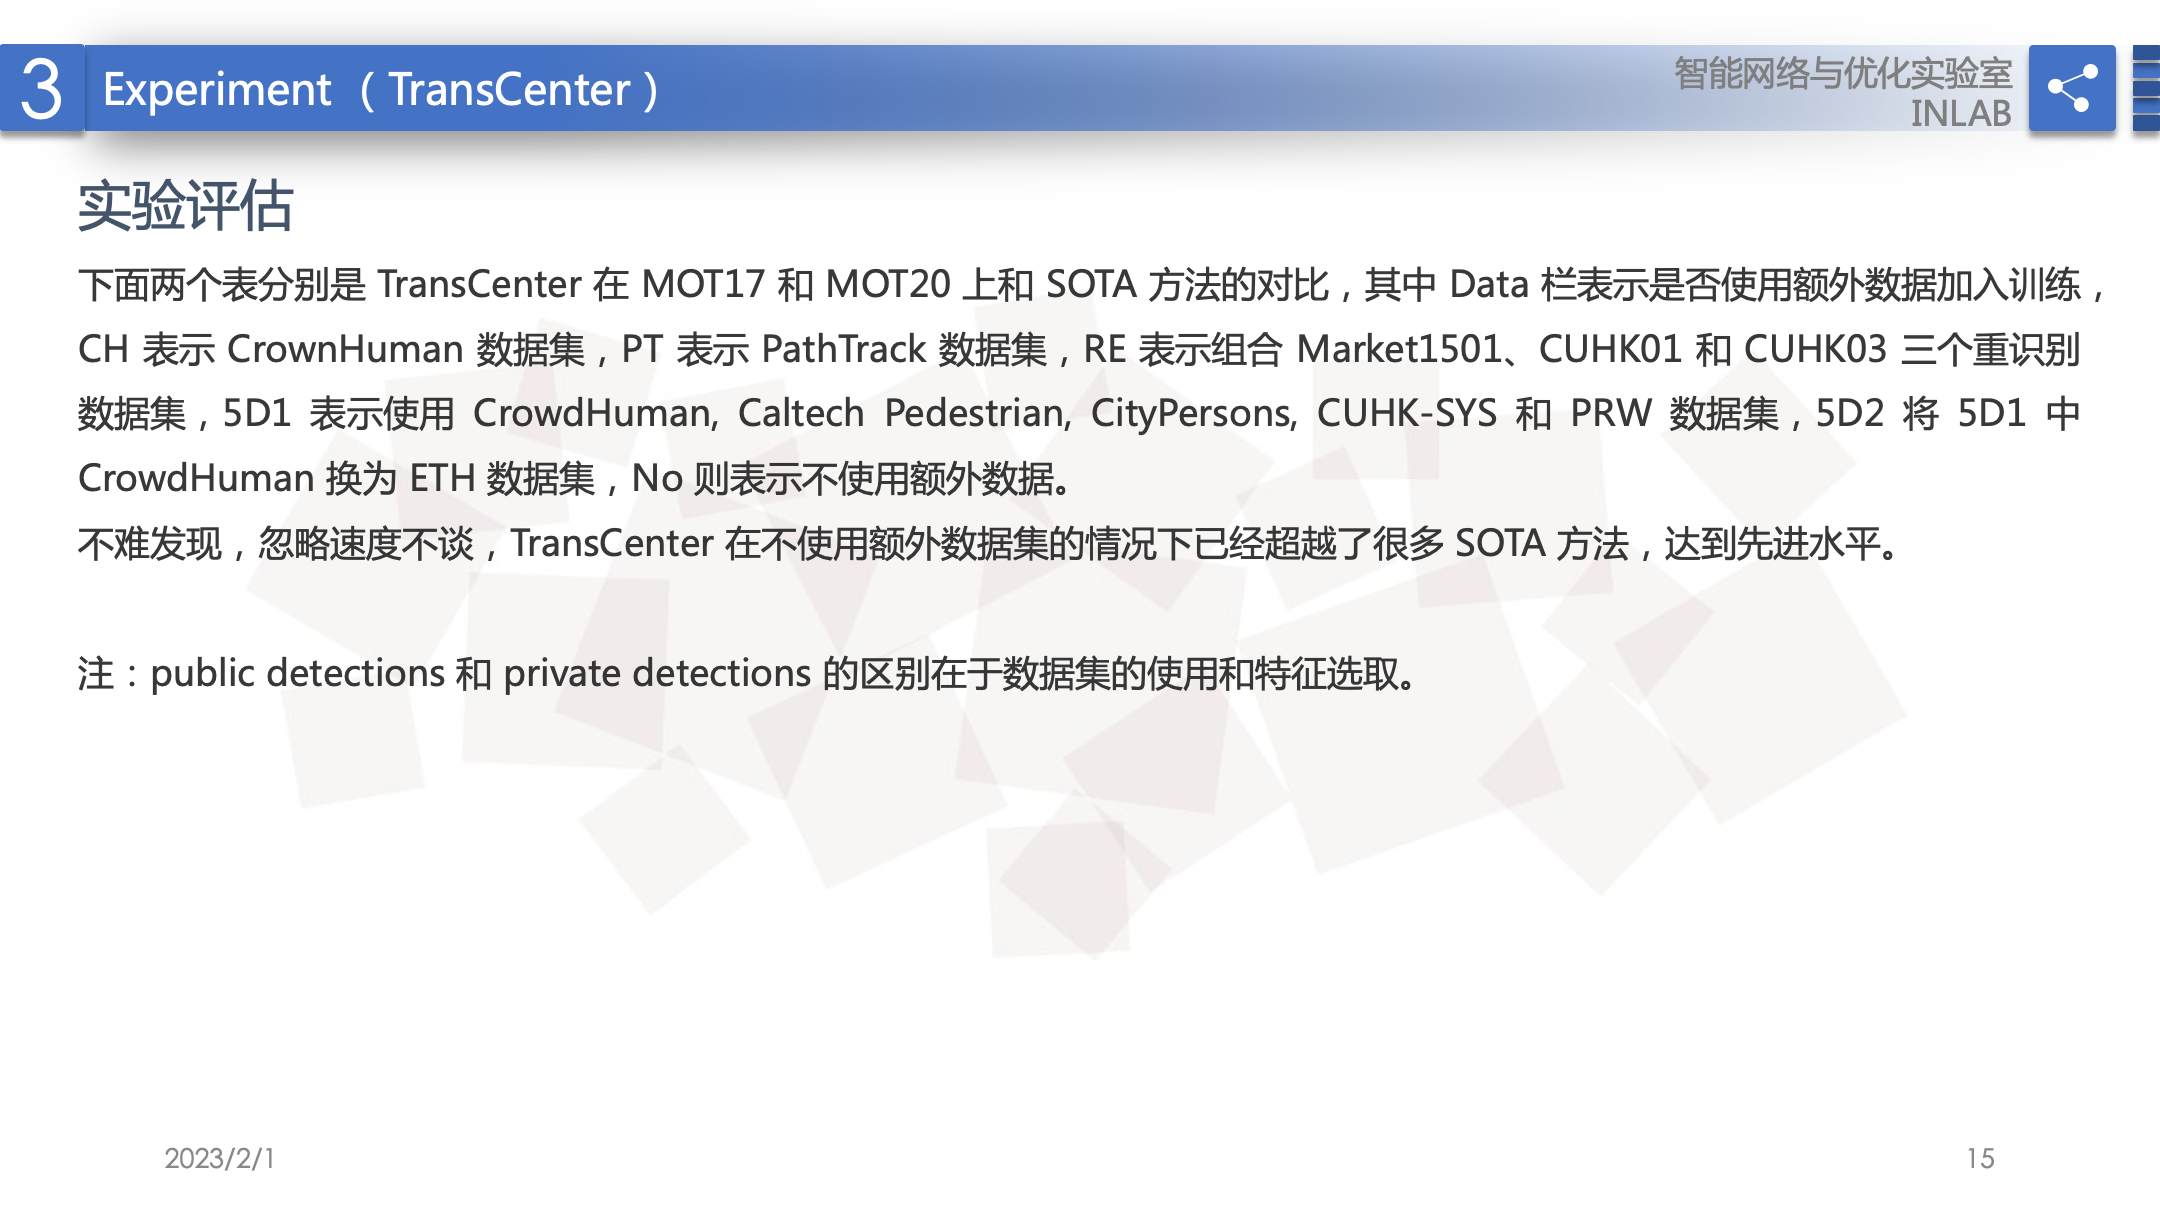 3
Experiment （TransCenter）
智能网络与优化实验室
INLAB
实验评估
下面两个表分别是 TransCenter 在 MOT17 和 MOT20 上和 SOTA 方法的对比，其中 Data 栏表示是否使用额外数据加入训练，
CH 表示 CrownHuman 数据集，PT 表示 PathTrack 数据集，RE 表示组合 Market1501、CUHK01 和 CUHK03 三个重识别
数据集，5D1 表示使用 CrowdHuman, Caltech Pedestrian, CityPersons, CUHK-SYS 和 PRW 数据集，5D2 将 5D1 中
CrowdHuman 换为 ETH 数据集，No 则表示不使用额外数据。
不难发现，忽略速度不谈，TransCenter 在不使用额外数据集的情况下已经超越了很多 SOTA 方法，达到先进水平。
注：public detections 和 private detections 的区别在于数据集的使用和特征选取。
2023/2/1
15